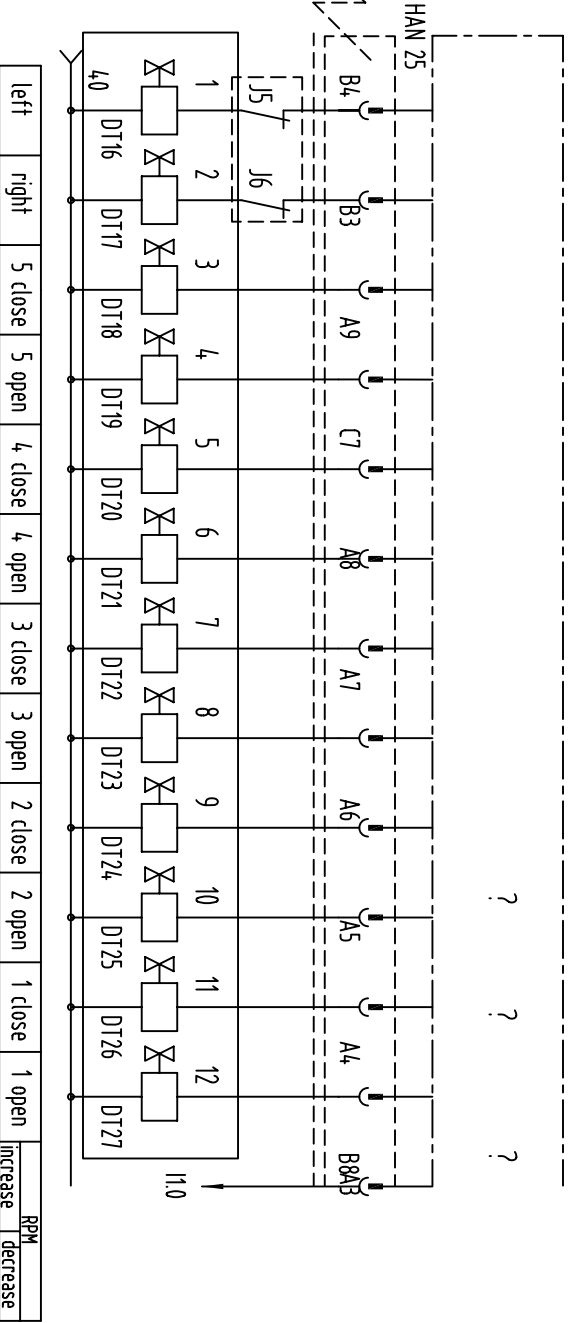 HAN 25
? ? ?
B4 B3 A9 C7 A8 A7 A6 A5 A4 B8 A3
J5 J6
1 2 3 4 5 6 7 8 9 10 11 12 I1.0
40
DT16 DT17 DT18 DT19 DT20 DT21 DT22 DT23 DT24 DT25 DT26 DT27
left right 5 close 5 open 4 close 4 open 3 close 3 open 2 close 2 open 1 close 1 open RPM
increase decrease